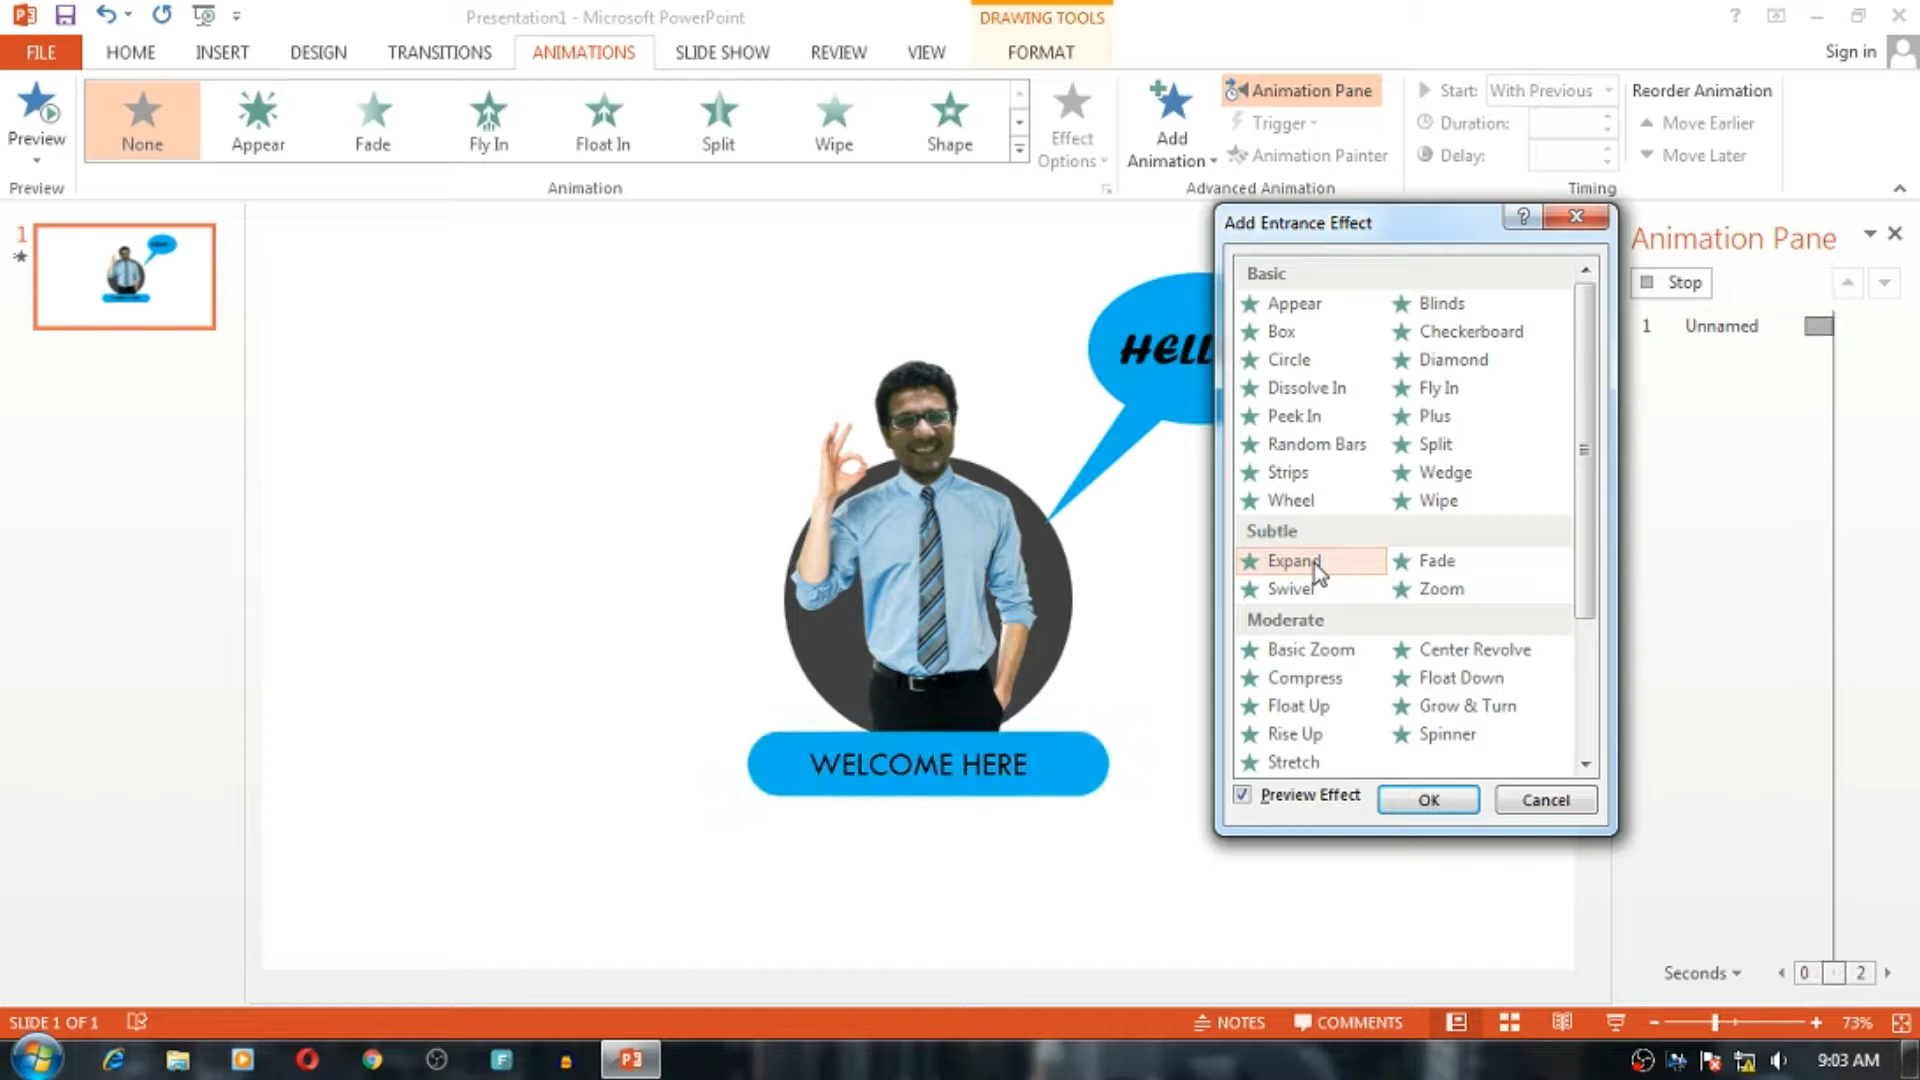 Presentation1 - Microsoft PowerPoint
DRAWING TOOLS
FILE HOME INSERT DESIGN TRANSITIONS ANIMATIONS SLIDE SHOW REVIEW VIEW FORMAT Sign in
Preview
None Appear Fade Fly In Float In Split Wipe Shape
Effect Options
Add Animation
Animation Pane
Trigger
Animation Painter
Start: With Previous
Duration:
Delay:
Reorder Animation
Move Earlier
Move Later
Preview Animation Advanced Animation Timing
1
HELL
WELCOME HERE
Add Entrance Effect
Basic
Appear Blinds
Box Checkerboard
Circle Diamond
Dissolve In Fly In
Peek In Plus
Random Bars Split
Strips Wedge
Wheel Wipe
Subtle
Expand Fade
Swivel Zoom
Moderate
Basic Zoom Center Revolve
Compress Float Down
Float Up Grow & Turn
Rise Up Spinner
Stretch
Preview Effect OK Cancel
Animation Pane
Stop
1 Unnamed
Seconds 0 2
SLIDE 1 OF 1 NOTES COMMENTS 73%
9:03 AM